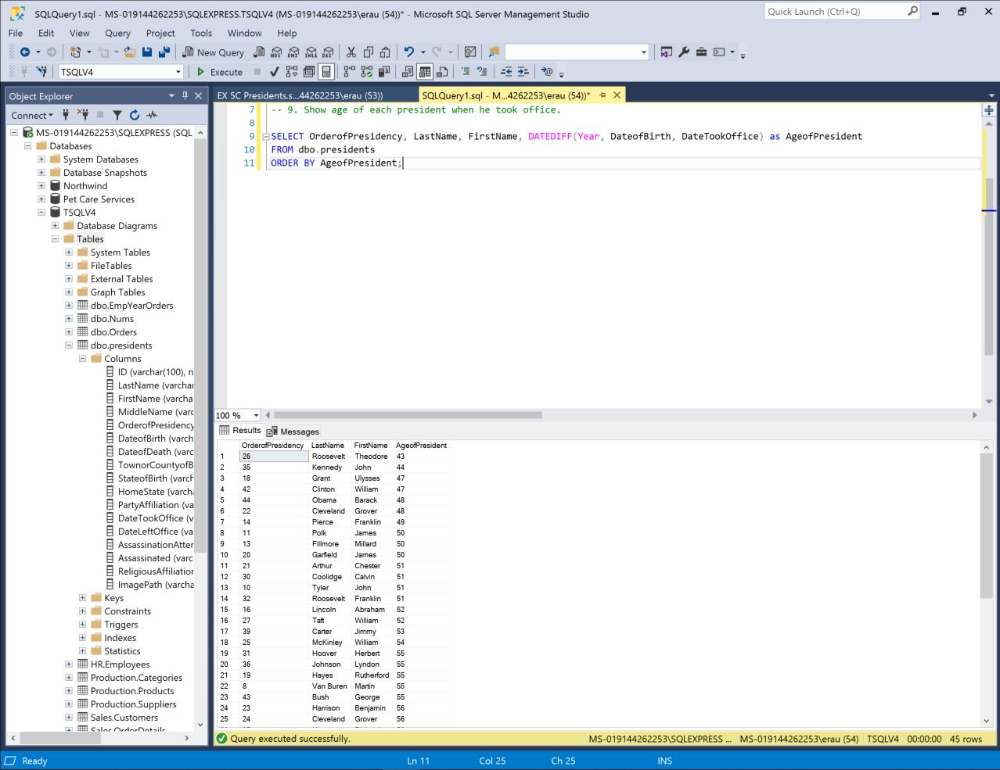 SQLQuery1.sql - MS-019144262253\SQLEXPRESS.TSQLV4 (MS-019144262253\erau (54))* - Microsoft SQL Server Management Studio
Quick Launch (Ctrl+Q)
File Edit View Query Project Tools Window Help
New Query
MDX DMX XMLA DAX
TSQLV4 Execute
Object Explorer
EX 5C Presidents.s...44262253\erau (53))
SQLQuery1.sql - M...4262253\erau (54))*
Connect
MS-019144262253\SQLEXPRESS (SQL
Databases
System Databases
Database Snapshots
Northwind
Pet Care Services
TSQLV4
Database Diagrams
Tables
System Tables
FileTables
External Tables
Graph Tables
dbo.EmpYearOrders
dbo.Nums
dbo.Orders
dbo.presidents
Columns
ID (varchar(100), n
LastName (varchar
FirstName (varcha
MiddleName (varc
OrderofPresidency
DateofBirth (varch
DateofDeath (varc
TownorCountyofB
StateofBirth (varch
HomeState (varcha
PartyAffiliation (va
DateTookOffice (v
DateLeftOffice (va
AssassinationAtter
Assassinated (varc
ReligiousAffiliation
ImagePath (varcha
Keys
Constraints
Triggers
Indexes
Statistics
HR.Employees
Production.Categories
Production.Products
Production.Suppliers
Sales.Customers
Sales.OrderDetails
7 -- 9. Show age of each president when he took office.
8
9 SELECT OrderofPresidency, LastName, FirstName, DATEDIFF(Year, DateofBirth, DateTookOffice) as AgeofPresident
10 FROM dbo.presidents
11 ORDER BY AgeofPresident;
100 %
Results Messages
OrderofPresidency LastName FirstName AgeofPresident
1 26 Roosevelt Theodore 43
2 35 Kennedy John 44
3 18 Grant Ulysses 47
4 42 Clinton William 47
5 44 Obama Barack 48
6 22 Cleveland Grover 48
7 14 Pierce Franklin 49
8 11 Polk James 50
9 13 Fillmore Millard 50
10 20 Garfield James 50
11 21 Arthur Chester 51
12 30 Coolidge Calvin 51
13 10 Tyler John 51
14 32 Roosevelt Franklin 51
15 16 Lincoln Abraham 52
16 27 Taft William 52
17 39 Carter Jimmy 53
18 25 McKinley William 54
19 31 Hoover Herbert 55
20 36 Johnson Lyndon 55
21 19 Hayes Rutherford 55
22 8 Van Buren Martin 55
23 43 Bush George 55
24 23 Harrison Benjamin 56
25 24 Cleveland Grover 56
Query executed successfully.
MS-019144262253\SQLEXPRESS ... MS-019144262253\erau (54) TSQLV4 00:00:00 45 rows
Ready Ln 11 Col 25 Ch 25 INS